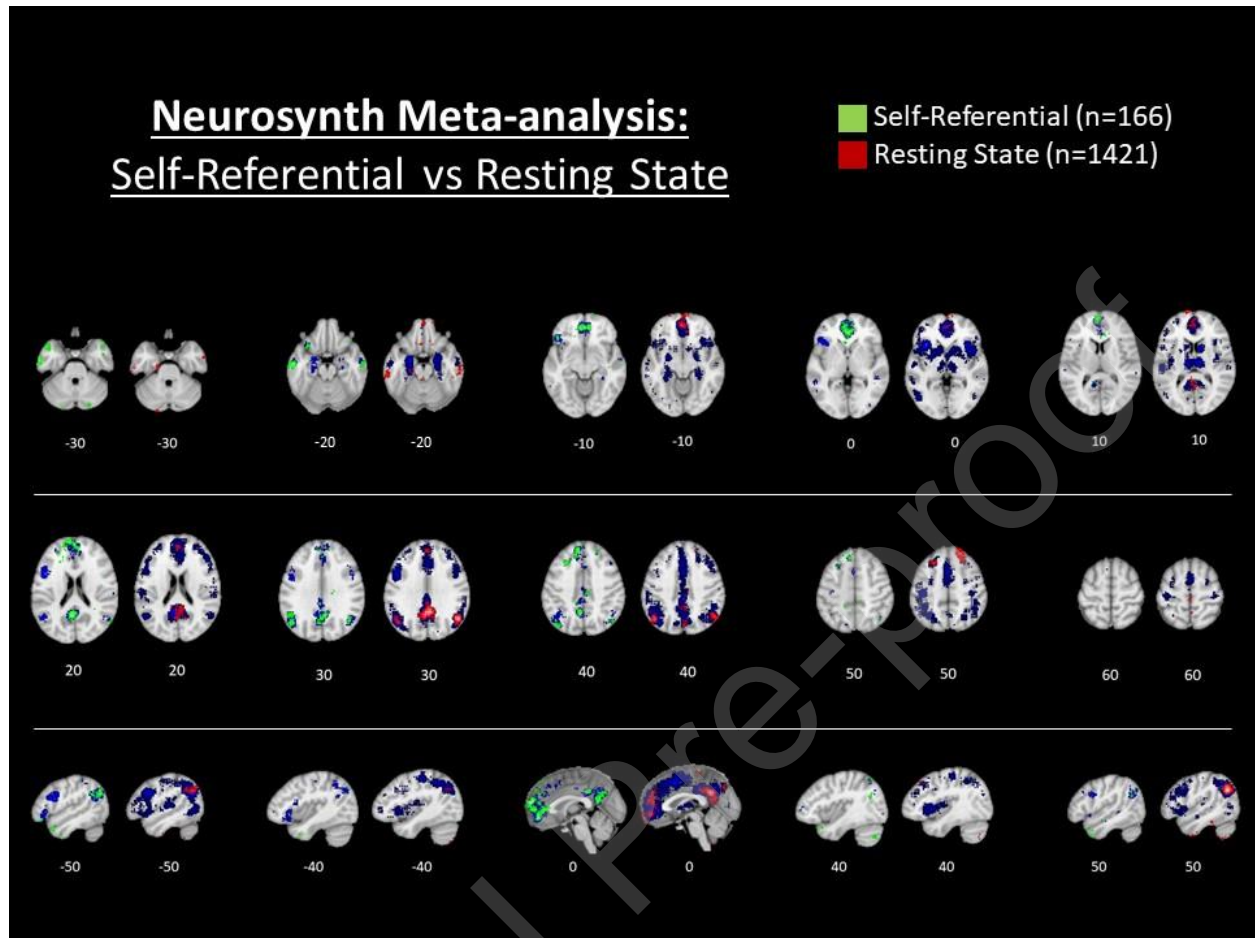 Neurosynth Meta-analysis:
Self-Referential vs Resting State
Self-Referential (n=166)
Resting State (n=1421)
-30 -30 -20 -20 -10 -10 0 0 10 10
20 20 30 30 40 40 50 50 60 60
-50 -50 -40 -40 0 0 40 40 50 50
l Pre-proof